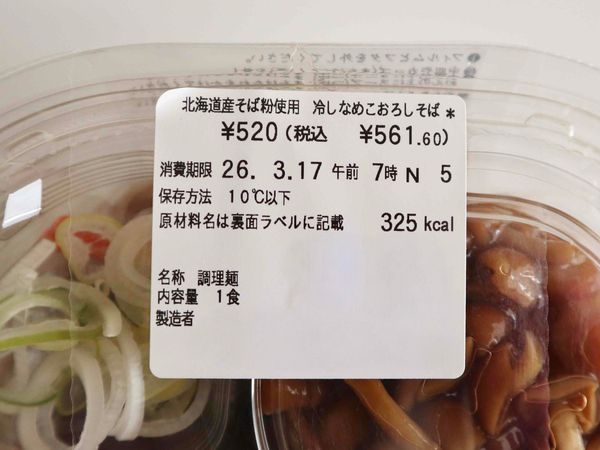 北海道産そば粉使用 冷しなめこおろしそば *
¥520(税込 ¥561.60)
消費期限 26. 3.17 午前 7時 N 5
保存方法 10℃以下
原材料名は裏面ラベルに記載 325 kcal
名称 調理麺
内容量 1食
製造者